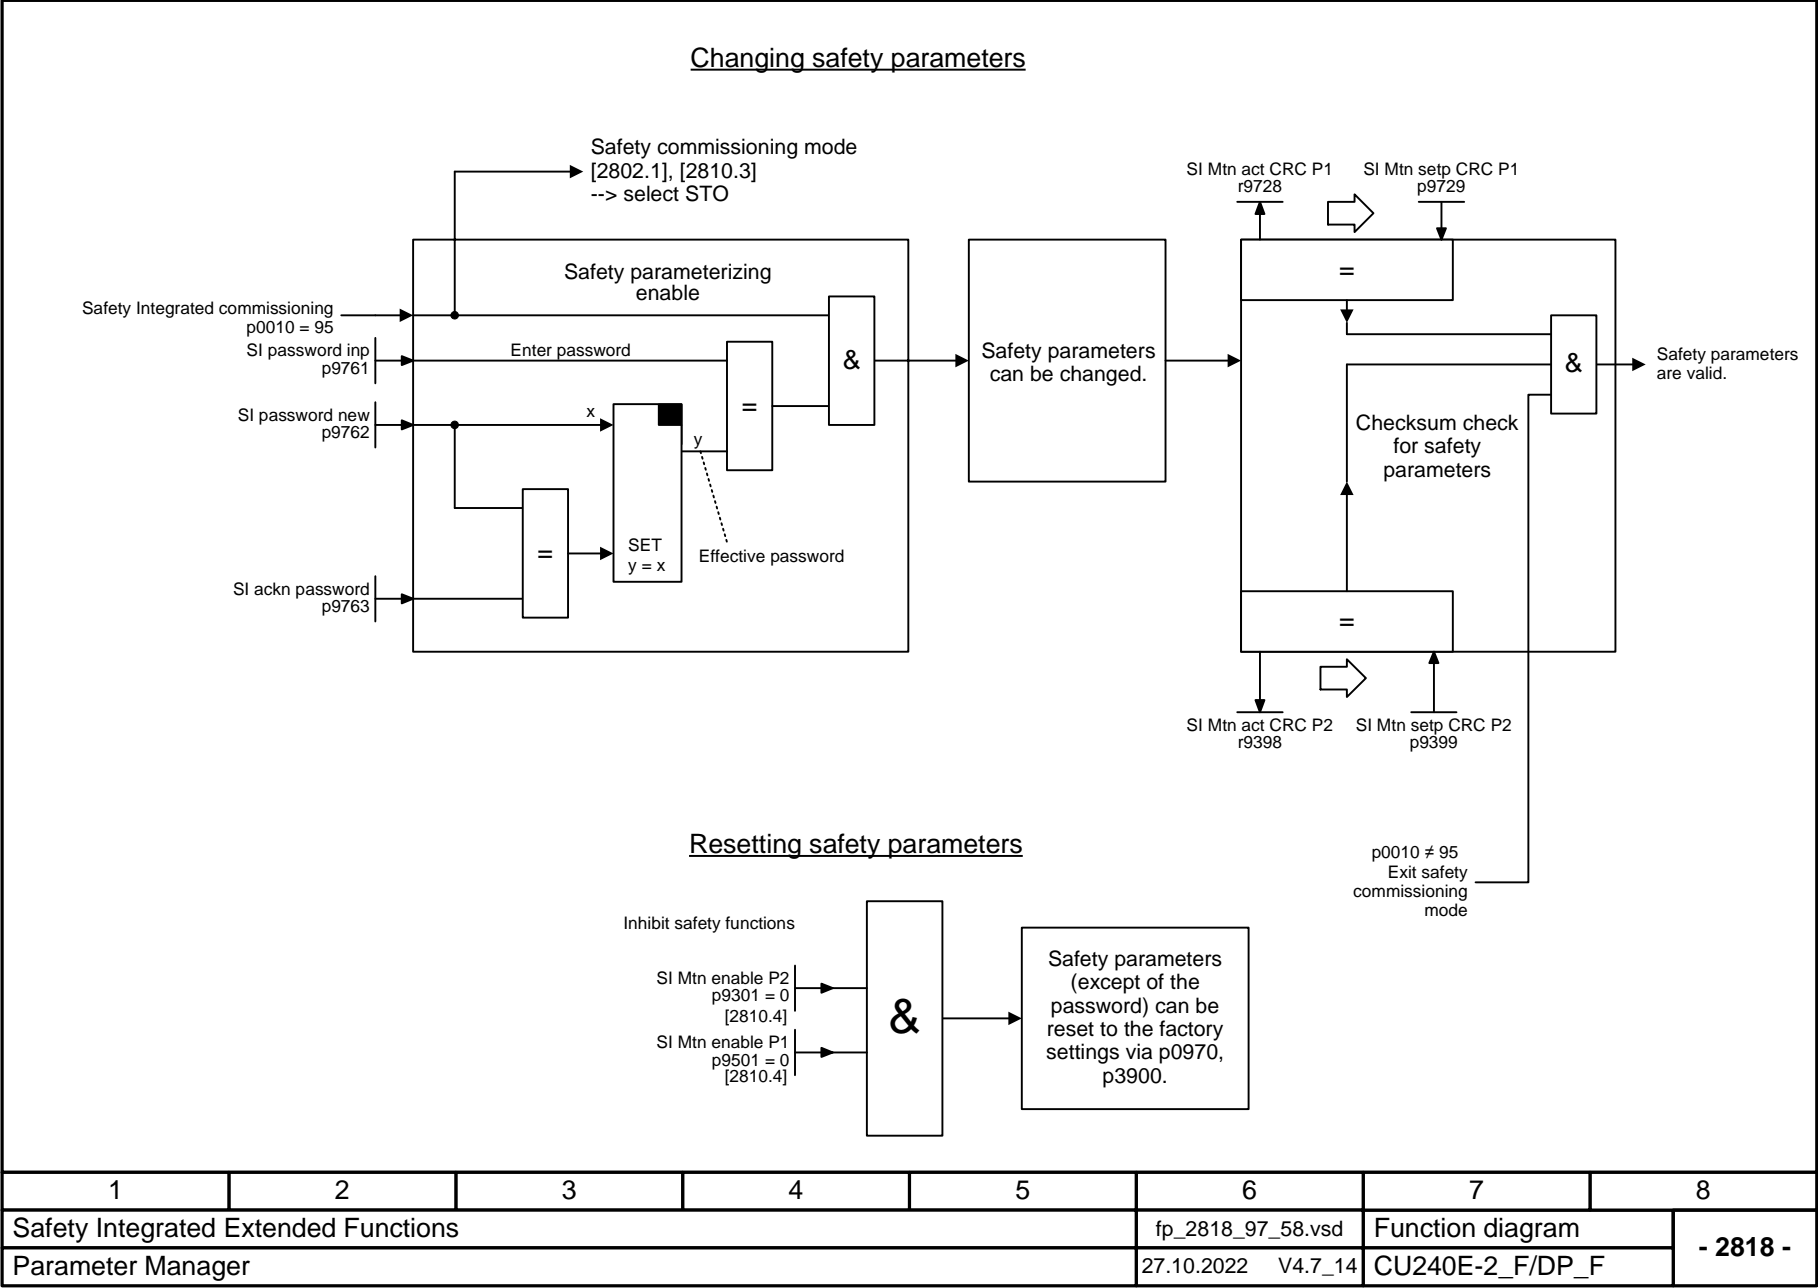 Changing safety parameters
Safety commissioning mode
[2802.1], [2810.3]
--> select STO
Safety parameterizing
enable
Safety Integrated commissioning
p0010 = 95
SI password inp
p9761
Enter password
SI password new
p9762
x
y
&
=
=
SET
y = x
Effective password
SI ackn password
p9763
Safety parameters
can be changed.
SI Mtn act CRC P1
r9728
SI Mtn setp CRC P1
p9729
=
&
Safety parameters
are valid.
Checksum check
for safety
parameters
=
SI Mtn act CRC P2
r9398
SI Mtn setp CRC P2
p9399
p0010 ≠ 95
Exit safety
commissioning
mode
Resetting safety parameters
Inhibit safety functions
SI Mtn enable P2
p9301 = 0
[2810.4]
SI Mtn enable P1
p9501 = 0
[2810.4]
&
Safety parameters
(except of the
password) can be
reset to the factory
settings via p0970,
p3900.
1 2 3 4 5 6 7 8
Safety Integrated Extended Functions
fp_2818_97_58.vsd
Function diagram
- 2818 -
Parameter Manager
27.10.2022 V4.7_14
CU240E-2_F/DP_F